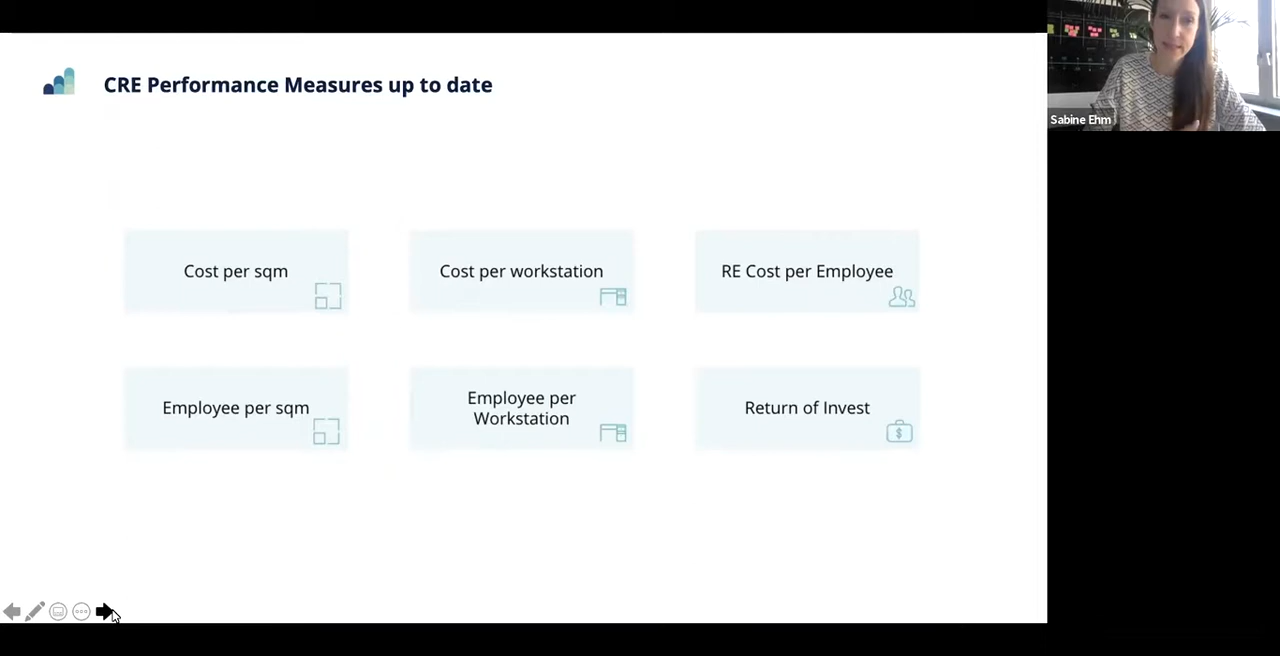 CRE Performance Measures up to date
Sabine Ehm
Cost per sqm
Cost per workstation
RE Cost per Employee
Employee per sqm
Employee per
Workstation
Return of Invest
$